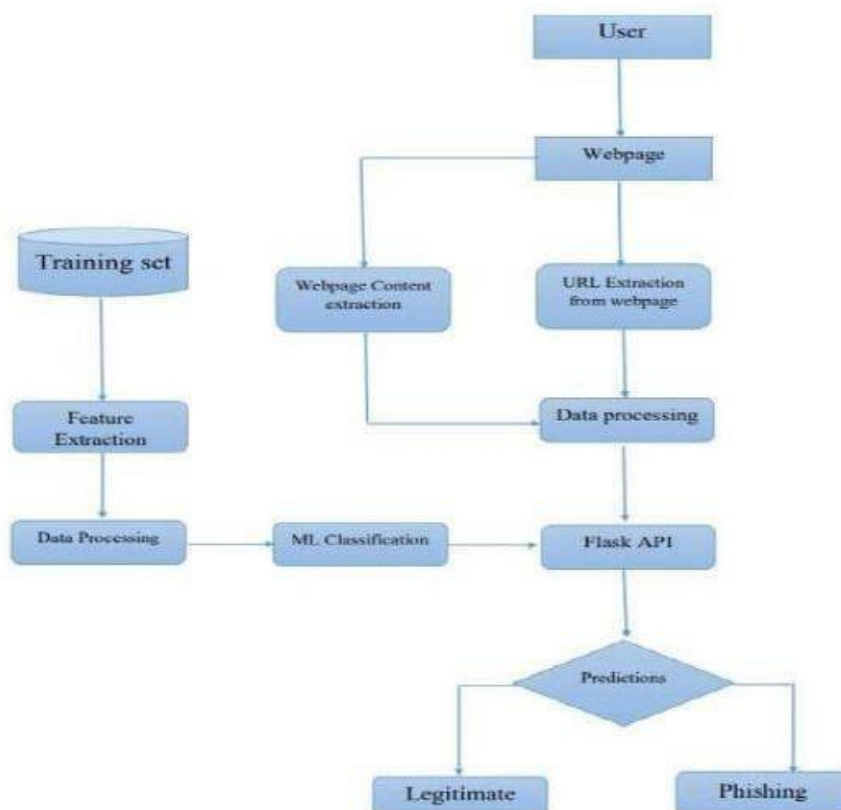 User
Webpage
Training set
Webpage Content
extraction
URL Extraction
from webpage
Feature
Extraction
Data processing
Data Processing
ML Classification
Flask API
Predictions
Legitimate
Phishing